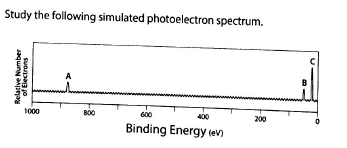 Study the following simulated photoelectron spectrum.
Relative Number
of Electrons
A
B
C
1000
800
600
400
200
0
Binding Energy (eV)